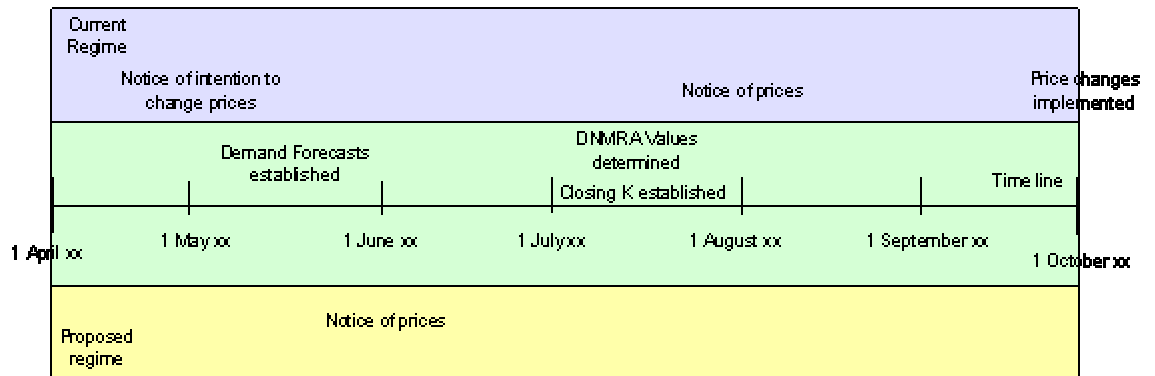 Current
Regime
Notice of intention to
change prices
Notice of prices
Price changes
implemented
Demand Forecasts
established
DNMRA Values
determined
Closing K established
Time line
1 April xx
1 May xx
1 June xx
1 July xx
1 August xx
1 September xx
1 October xx
Notice of prices
Proposed
regime